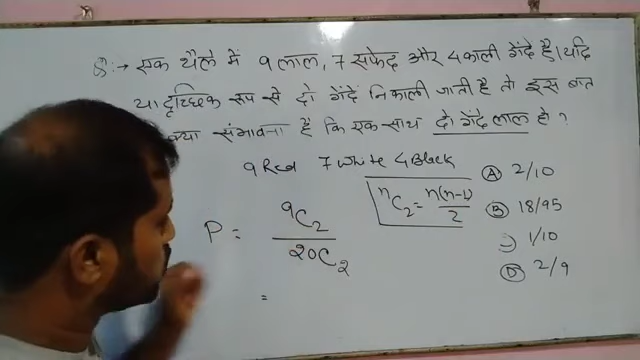 Q:→ एक थैले में 9 लाल, 7 सफेद और 4 काली गेंदे है। यदि
यादृच्छिक रूप से दो गेंदें निकाली जाती है तो इस बात
क्या संभावना है कि एक साथ दो गेंदें लाल हो ?
9 Red 7 White 4 Black
ⁿC₂ = n(n-1)/2
P = ⁹C₂ / 20C₂
=
(A) 2/10
(B) 18/95
1/10
(D) 2/9